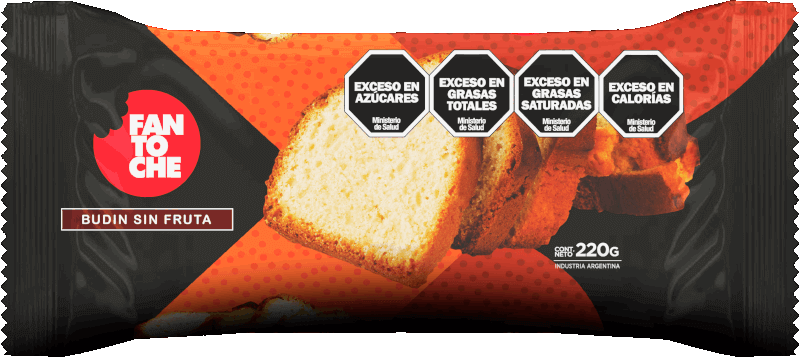 FAN
TO
CHE
BUDIN SIN FRUTA
EXCESO EN
AZÚCARES
Ministerio
de Salud
EXCESO EN
GRASAS
TOTALES
Ministerio
de Salud
EXCESO EN
GRASAS
SATURADAS
Ministerio
de Salud
EXCESO EN
CALORÍAS
Ministerio
de Salud
CONT.
NETO 220G
INDUSTRIA ARGENTINA